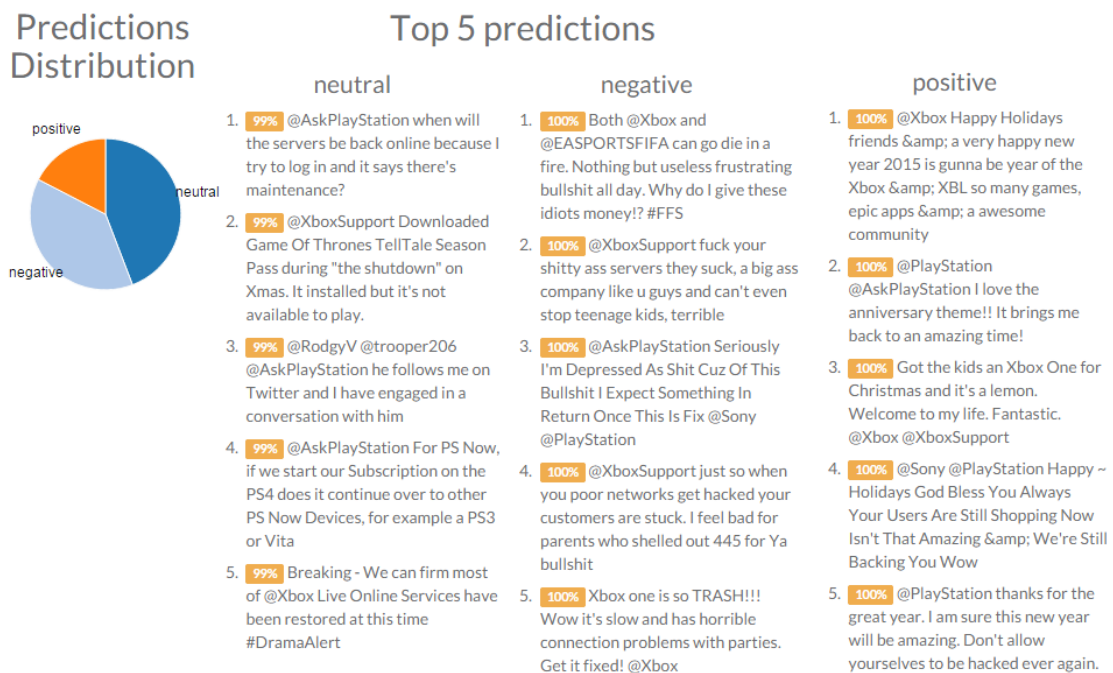 Predictions
Distribution
positive
neutral
negative
Top 5 predictions
neutral
1. 99% @AskPlayStation when will
the servers be back online because I
try to log in and it says there's
maintenance?
2. 99% @XboxSupport Downloaded
Game Of Thrones TellTale Season
Pass during "the shutdown" on
Xmas. It installed but it's not
available to play.
3. 99% @RodgyV @trooper206
@AskPlayStation he follows me on
Twitter and I have engaged in a
conversation with him
4. 99% @AskPlayStation For PS Now,
if we start our Subscription on the
PS4 does it continue over to other
PS Now Devices, for example a PS3
or Vita
5. 99% Breaking - We can firm most
of @Xbox Live Online Services have
been restored at this time
#DramaAlert
negative
1. 100% Both @Xbox and
@EASPORTSFIFA can go die in a
fire. Nothing but useless frustrating
bullshit all day. Why do I give these
idiots money!? #FFS
2. 100% @XboxSupport fuck your
shitty ass servers they suck, a big ass
company like u guys and can't even
stop teenage kids, terrible
3. 100% @AskPlayStation Seriously
I'm Depressed As Shit Cuz Of This
Bullshit I Expect Something In
Return Once This Is Fix @Sony
@PlayStation
4. 100% @XboxSupport just so when
you poor networks get hacked your
customers are stuck. I feel bad for
parents who shelled out 445 for Ya
bullshit
5. 100% Xbox one is so TRASH!!!
Wow it's slow and has horrible
connection problems with parties.
Get it fixed! @Xbox
positive
1. 100% @Xbox Happy Holidays
friends &amp; a very happy new
year 2015 is gunna be year of the
Xbox &amp; XBL so many games,
epic apps &amp; a awesome
community
2. 100% @PlayStation
@AskPlayStation I love the
anniversary theme!! It brings me
back to an amazing time!
3. 100% Got the kids an Xbox One for
Christmas and it's a lemon.
Welcome to my life. Fantastic.
@Xbox @XboxSupport
4. 100% @Sony @PlayStation Happy ~
Holidays God Bless You Always
Your Users Are Still Shopping Now
Isn't That Amazing &amp; We're Still
Backing You Wow
5. 100% @PlayStation thanks for the
great year. I am sure this new year
will be amazing. Don't allow
yourselves to be hacked ever again.